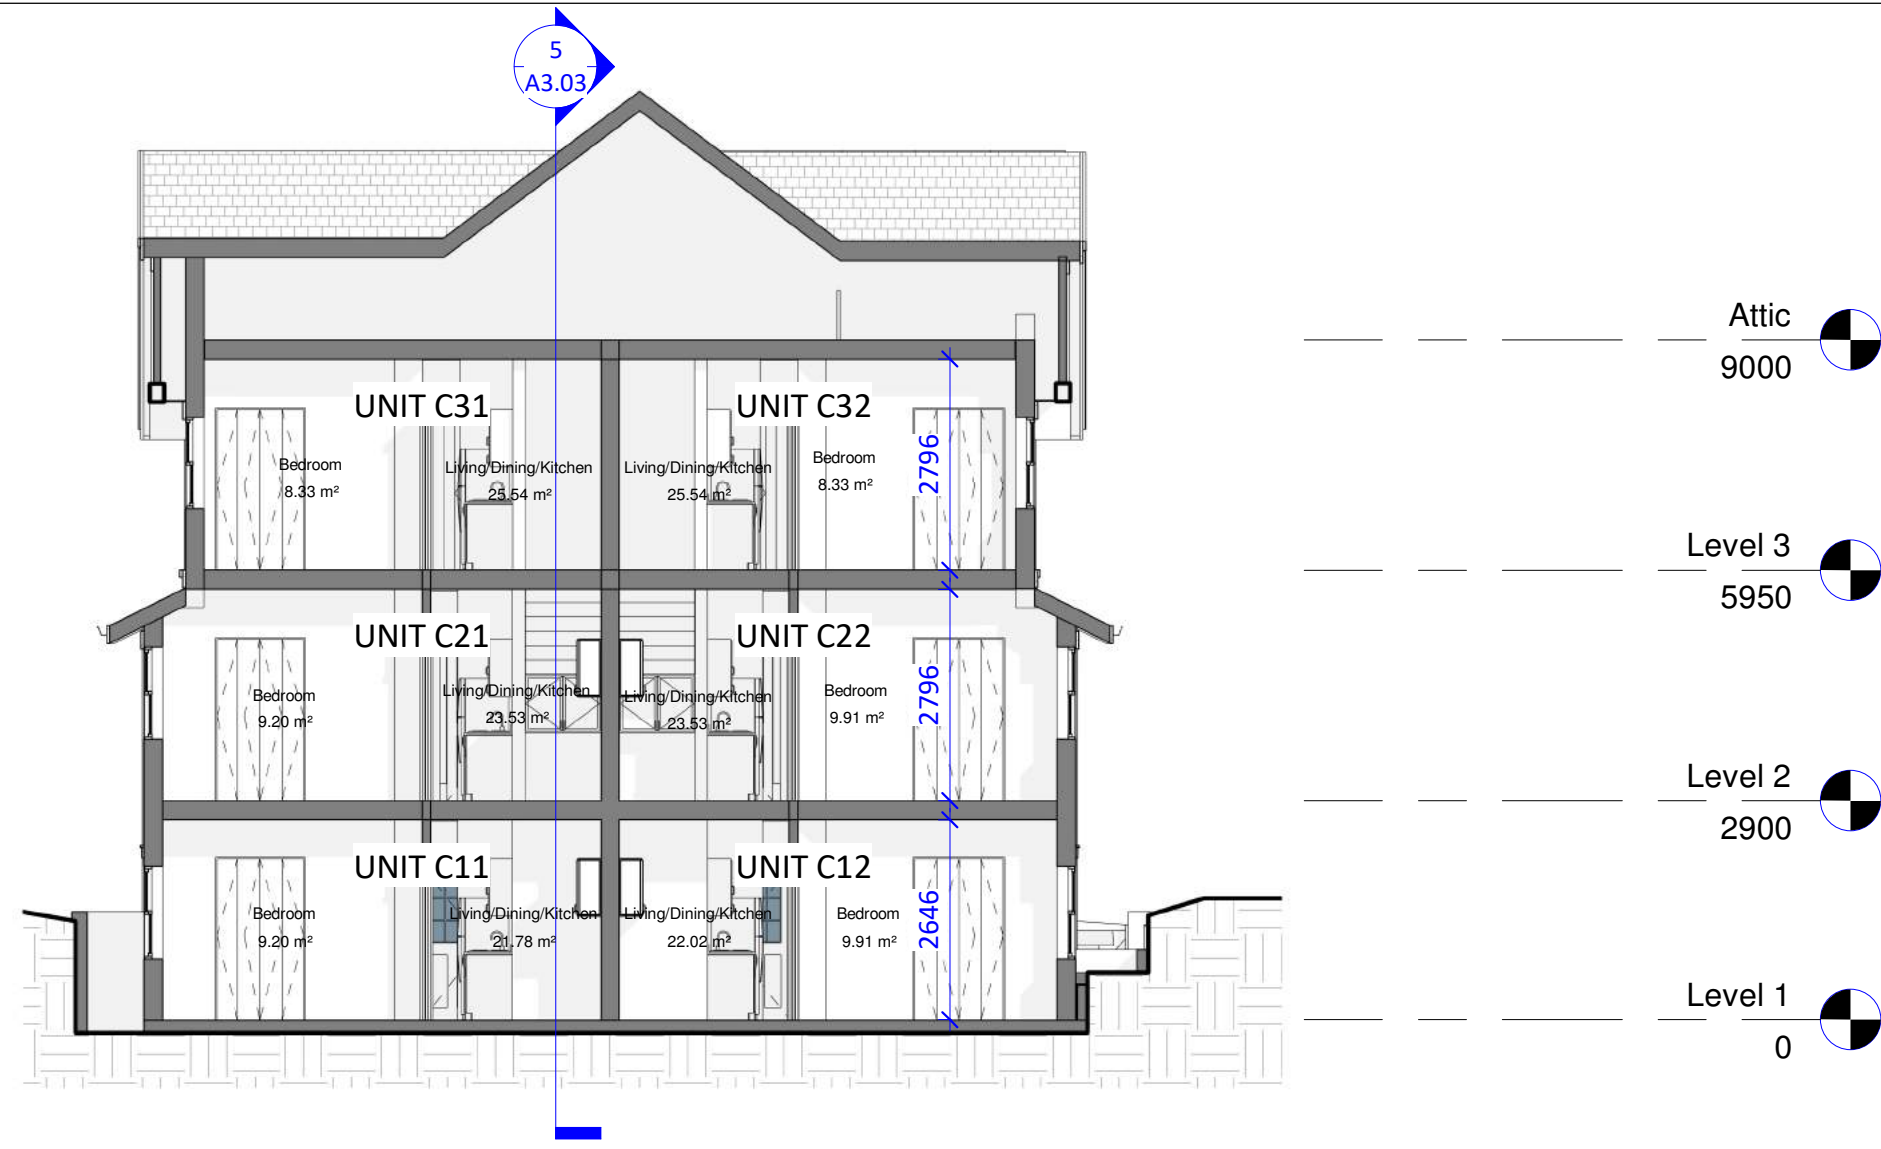 5
A3.03
Attic
9000
UNIT C31
UNIT C32
Bedroom
8.33 m²
Living/Dining/Kitchen
25.54 m²
Living/Dining/Kitchen
25.54 m²
Bedroom
8.33 m²
2796
Level 3
5950
UNIT C21
UNIT C22
Bedroom
9.20 m²
Living/Dining/Kitchen
23.53 m²
Living/Dining/Kitchen
23.53 m²
Bedroom
9.91 m²
2796
Level 2
2900
UNIT C11
UNIT C12
Bedroom
9.20 m²
Living/Dining/Kitchen
21.78 m²
Living/Dining/Kitchen
22.02 m²
Bedroom
9.91 m²
2646
Level 1
0